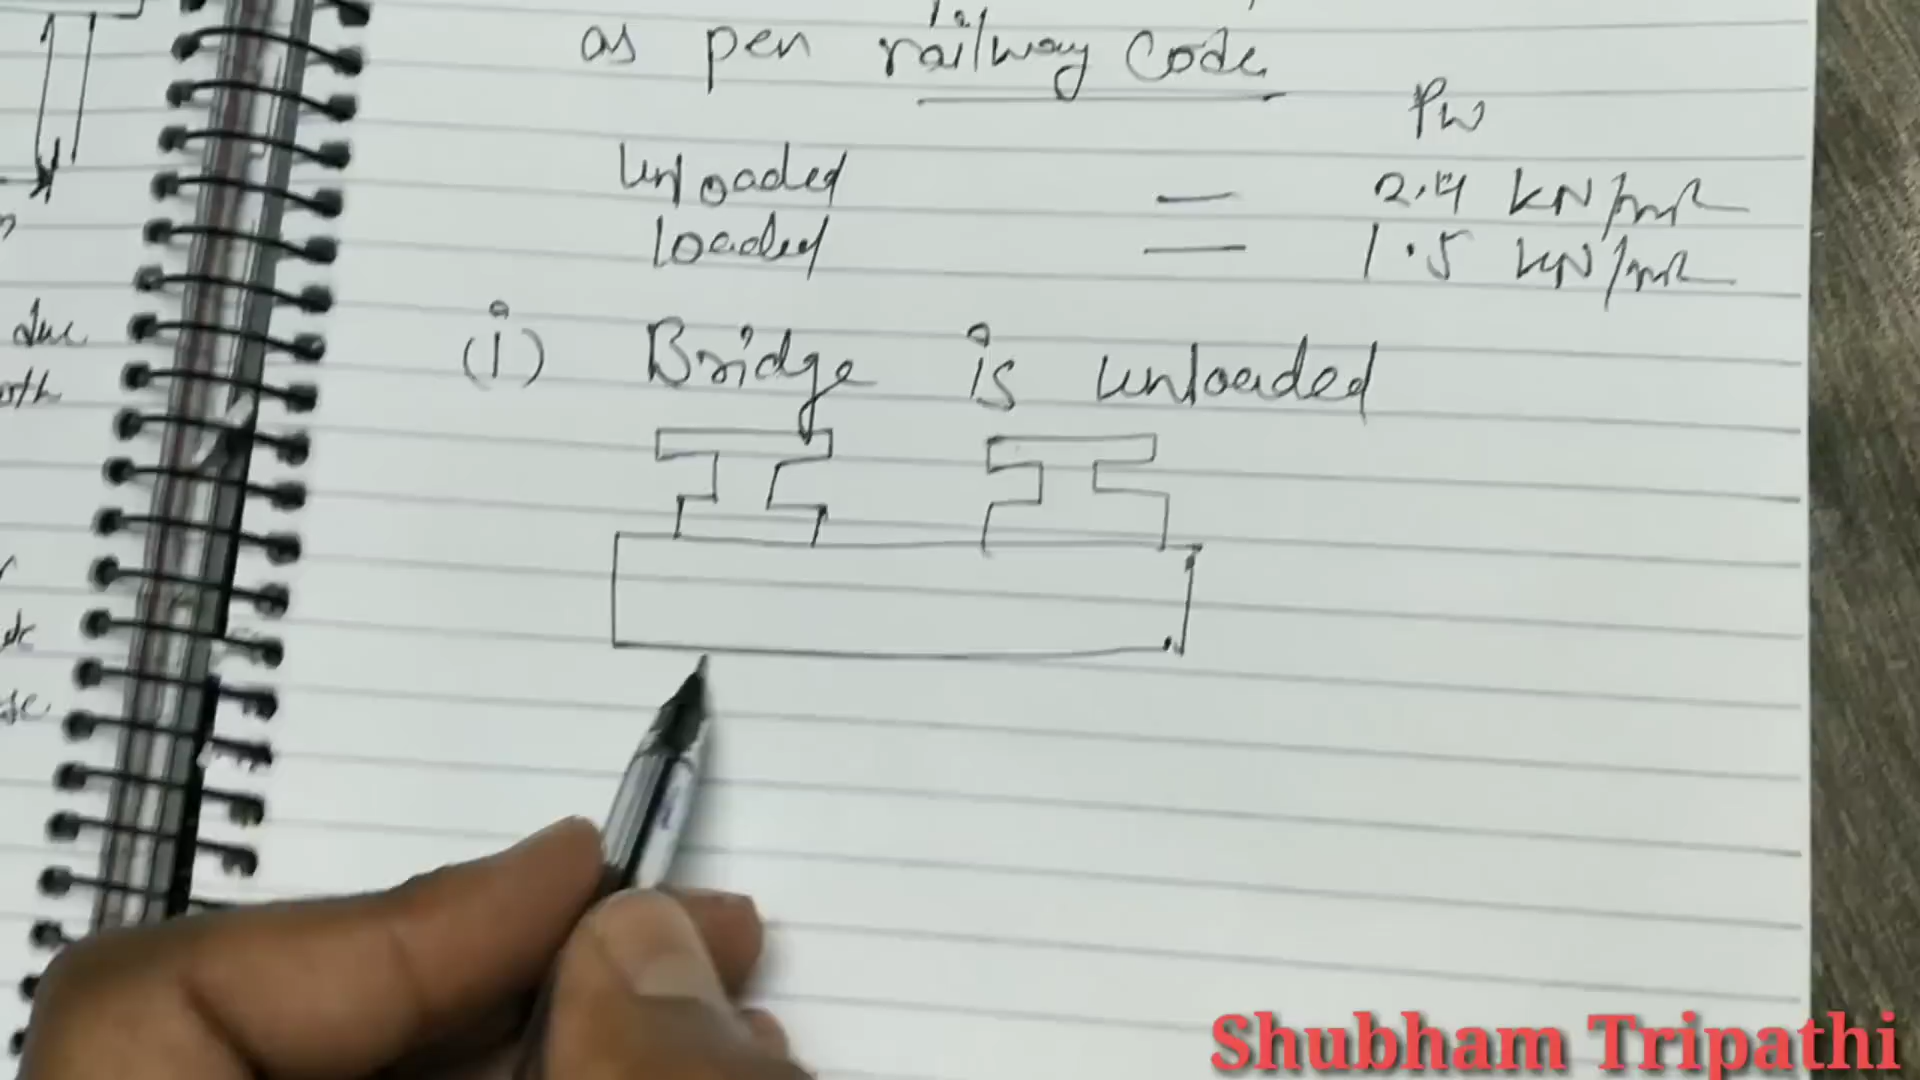 as per railway Code
Pw
unloaded — 2.4 kN/m²
loaded — 1.5 kN/m²
(i) Bridge is unloaded
due
Shubham Tripathi